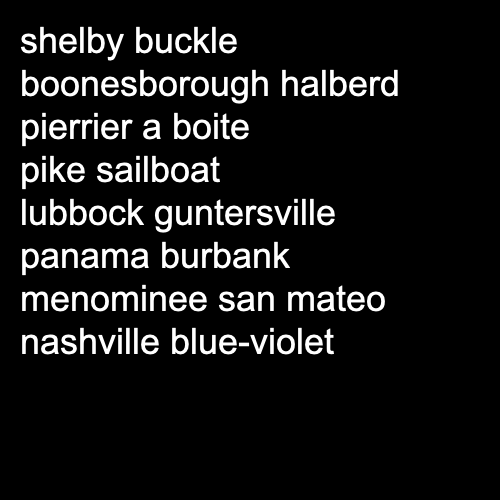 shelby buckle
boonesborough halberd
pierrier a boite
pike sailboat
lubbock guntersville
panama burbank
menominee san mateo
nashville blue-violet